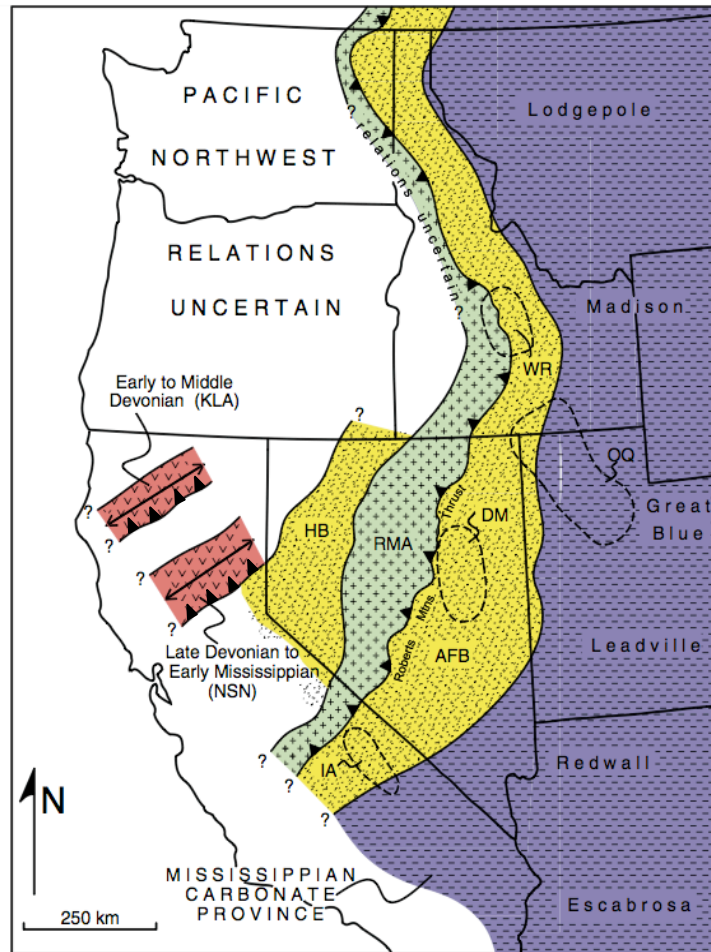 PACIFIC
NORTHWEST
RELATIONS
UNCERTAIN
? relations uncertain ?
Lodgepole
Madison
WR
Early to Middle
Devonian (KLA)
?
?
?
OQ
Great
Blue
HB
RMA
DM
Thrust
Mtns
Roberts
AFB
?
?
Late Devonian to
Early Mississippian
(NSN)
Leadville
Redwall
?
IA
?
?
N
MISSISSIPPIAN
CARBONATE
PROVINCE
Escabrosa
250 km